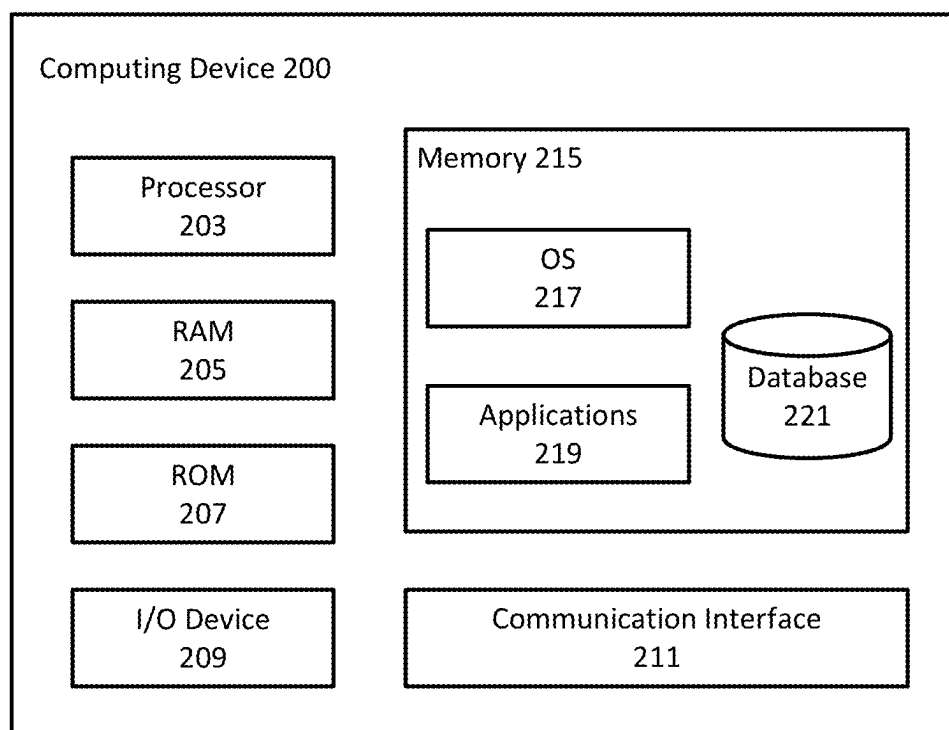 Computing Device 200
Processor
203
RAM
205
ROM
207
I/O Device
209
Memory 215
OS
217
Applications
219
Database
221
Communication Interface
211